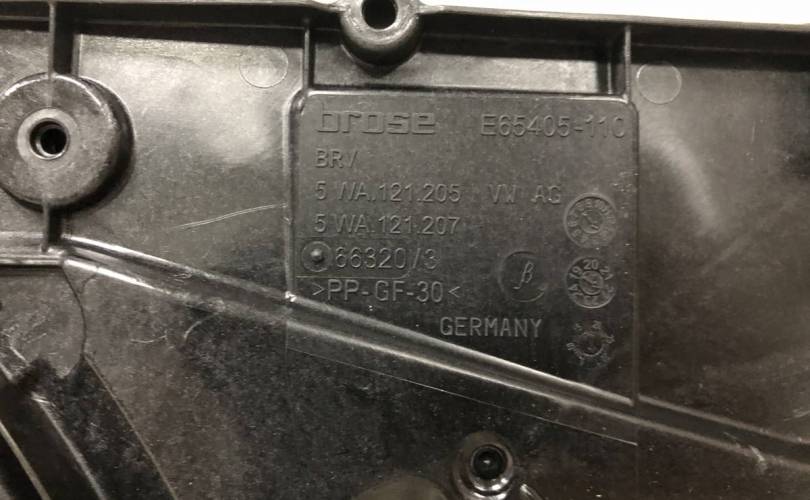 brose E65405-110
BRV
5 WA.121.205 VW AG
5 WA.121.207
66320/3
β
>PP-GF-30<
GERMANY